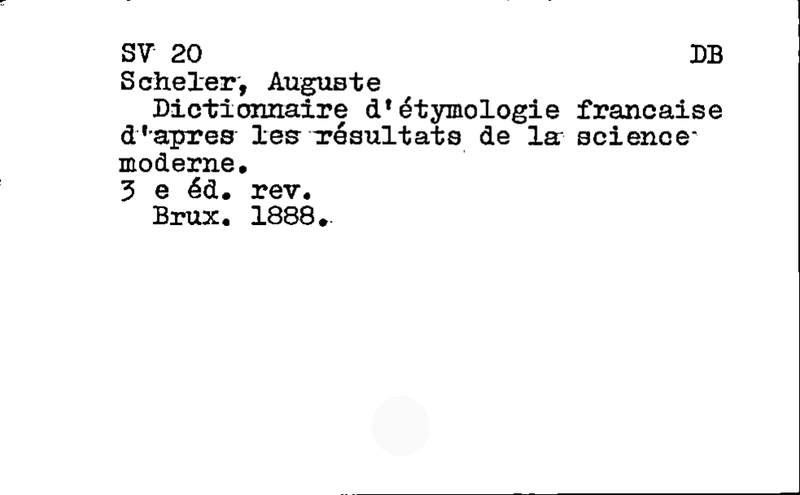 SV 20 DB
Scheler, Auguste
Dictionnaire d'étymologie francaise
d'apres les résultats de la science
moderne.
3 e éd. rev.
Brux. 1888.